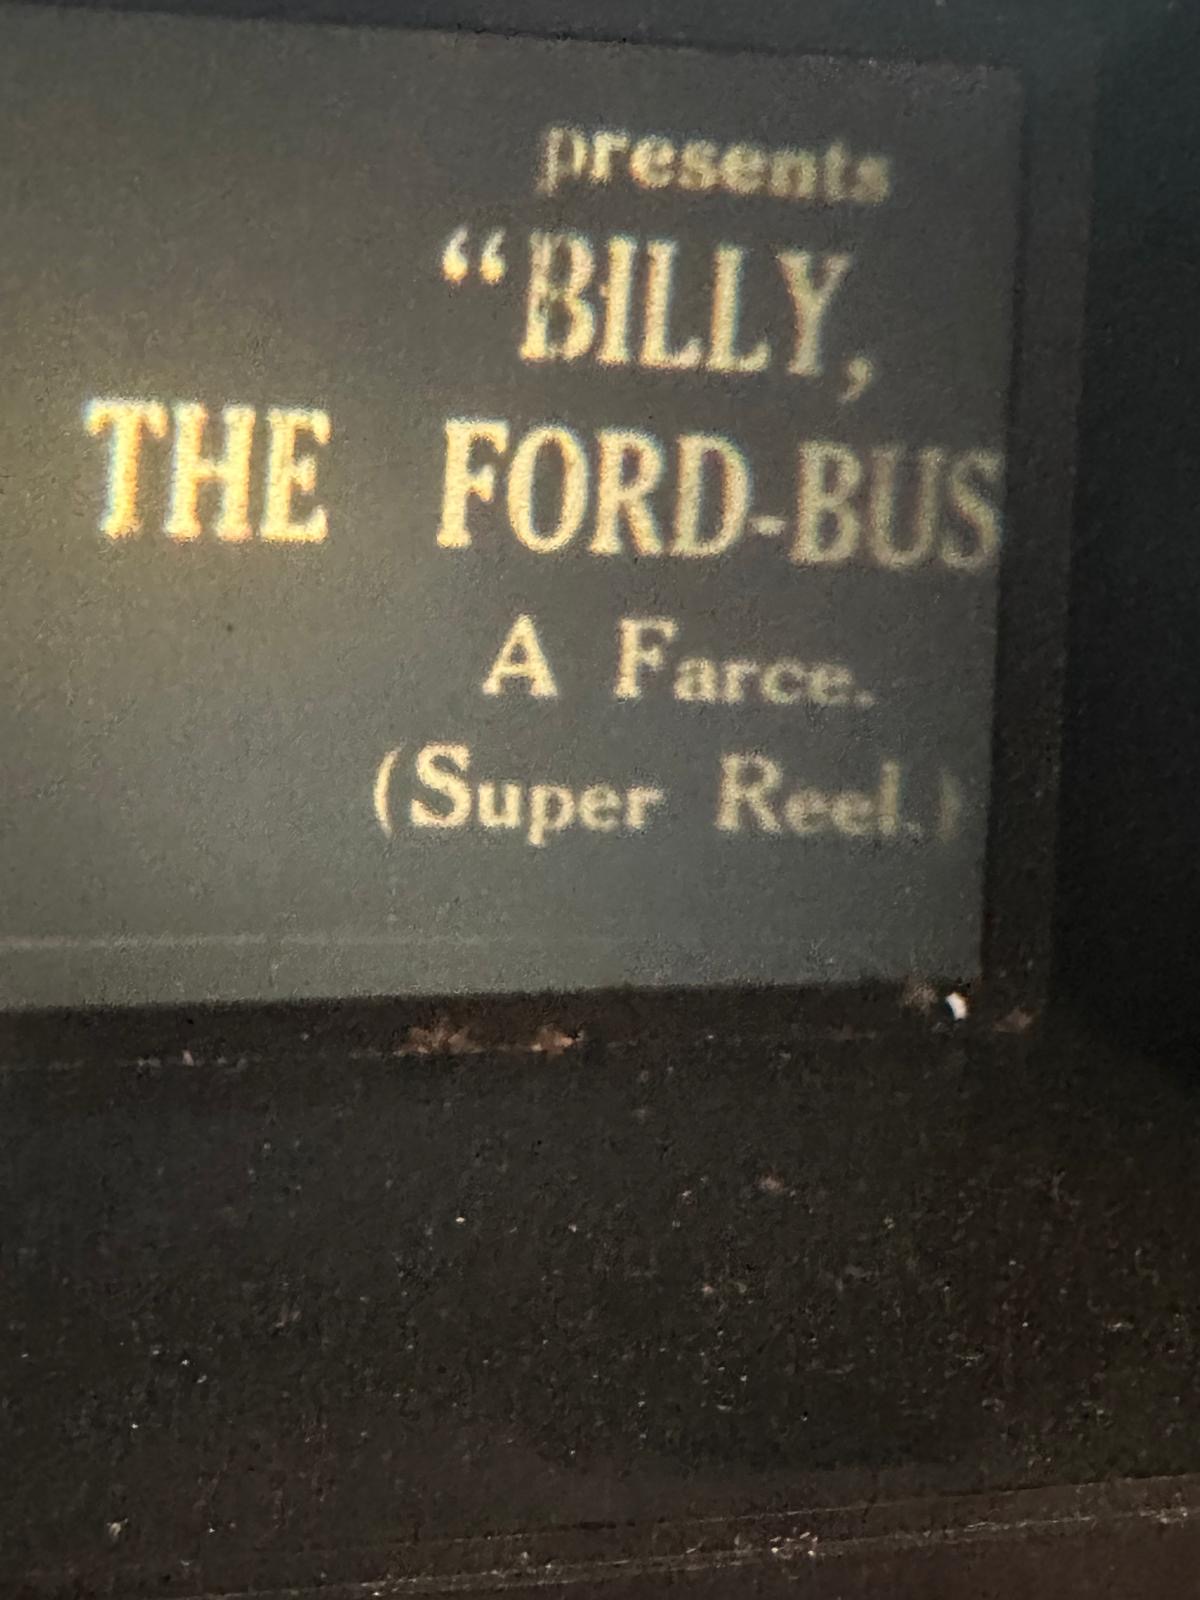 presents
“BILLY,
THE FORD-BUS
A Farce.
(Super Reel.)